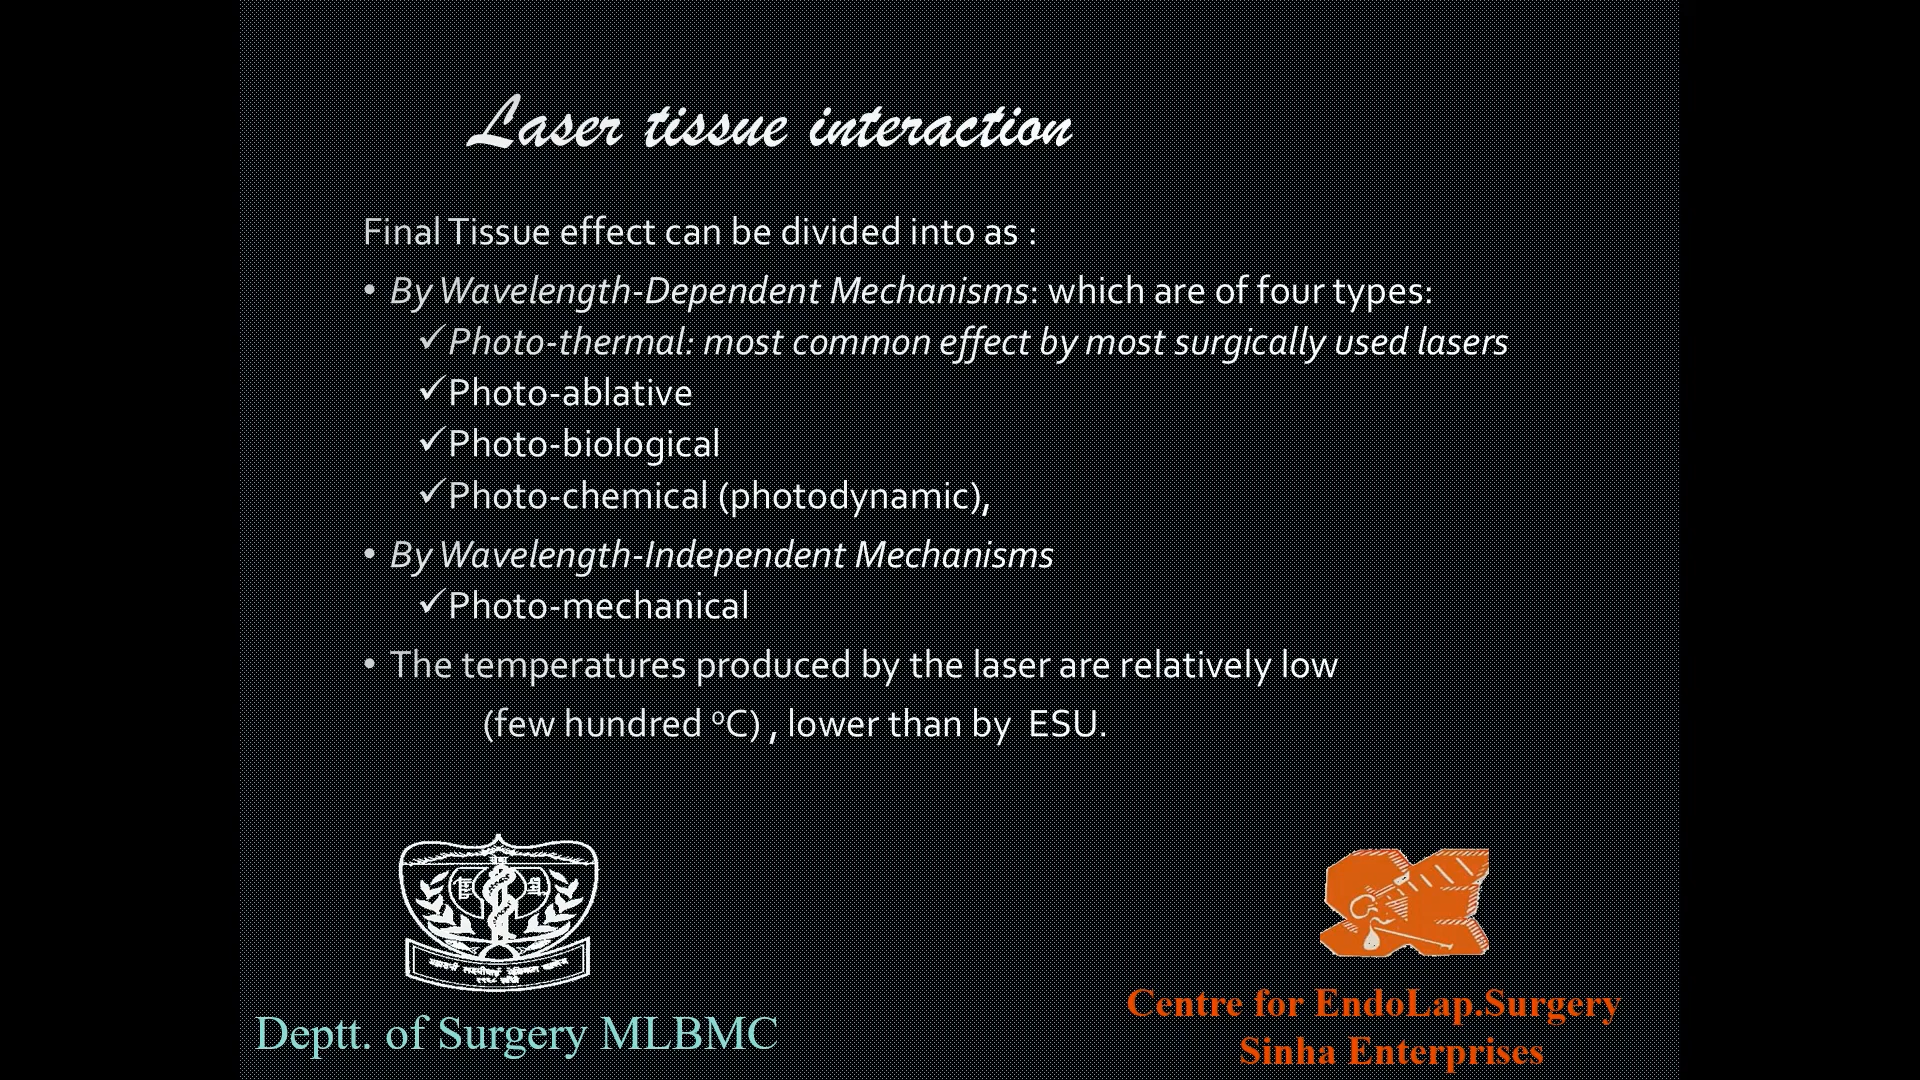 Laser tissue interaction
Final Tissue effect can be divided into as :
• By Wavelength-Dependent Mechanisms: which are of four types:
✓Photo-thermal: most common effect by most surgically used lasers
✓Photo-ablative
✓Photo-biological
✓Photo-chemical (photodynamic),
• By Wavelength-Independent Mechanisms
✓Photo-mechanical
• The temperatures produced by the laser are relatively low
(few hundred ⁰C) , lower than by ESU.
Deptt. of Surgery MLBMC
Centre for EndoLap.Surgery
Sinha Enterprises